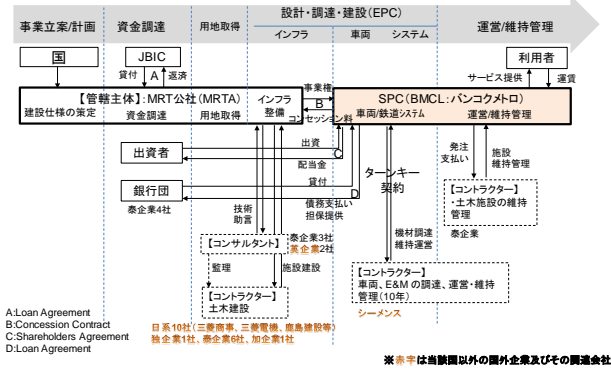 事業立案/計画
資金調達
用地取得
設計・調達・建設(EPC)
インフラ
車両
システム
運営/維持管理
国
JBIC
利用者
貸付
A
返済
サービス提供
運賃
【管轄主体】:MRT公社(MRTA)
建設仕様の策定
資金調達
用地取得
インフラ
整備
事業権
B
コンセッション料
SPC(BMCL:バンコクメトロ)
車両/鉄道システム
運営/維持管理
出資者
出資
C
配当金
銀行団
泰企業4社
貸付
D
債務支払い
担保提供
ターンキー
契約
発注
支払い
施設
維持管理
【コントラクター】
・土木施設の維持
管理
泰企業
技術
助言
【コンサルタント】
泰企業3社
英企業2社
監理
施設建設
機材調達
維持運営
【コントラクター】
土木建設
【コントラクター】
車両、E&Mの調達、運営・維持
管理(10年)
シーメンス
日系10社(三菱商事、三菱電機、鹿島建設等)
独企業1社、泰企業6社、加企業1社
A:Loan Agreement
B:Concession Contract
C:Shareholders Agreement
D:Loan Agreement
※赤字は当該国以外の国外企業及びその関連会社